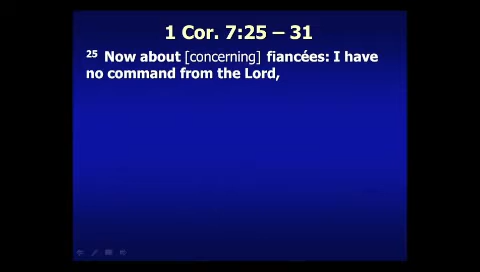 1 Cor. 7:25 – 31
25 Now about [concerning] fiancées: I have
no command from the Lord,